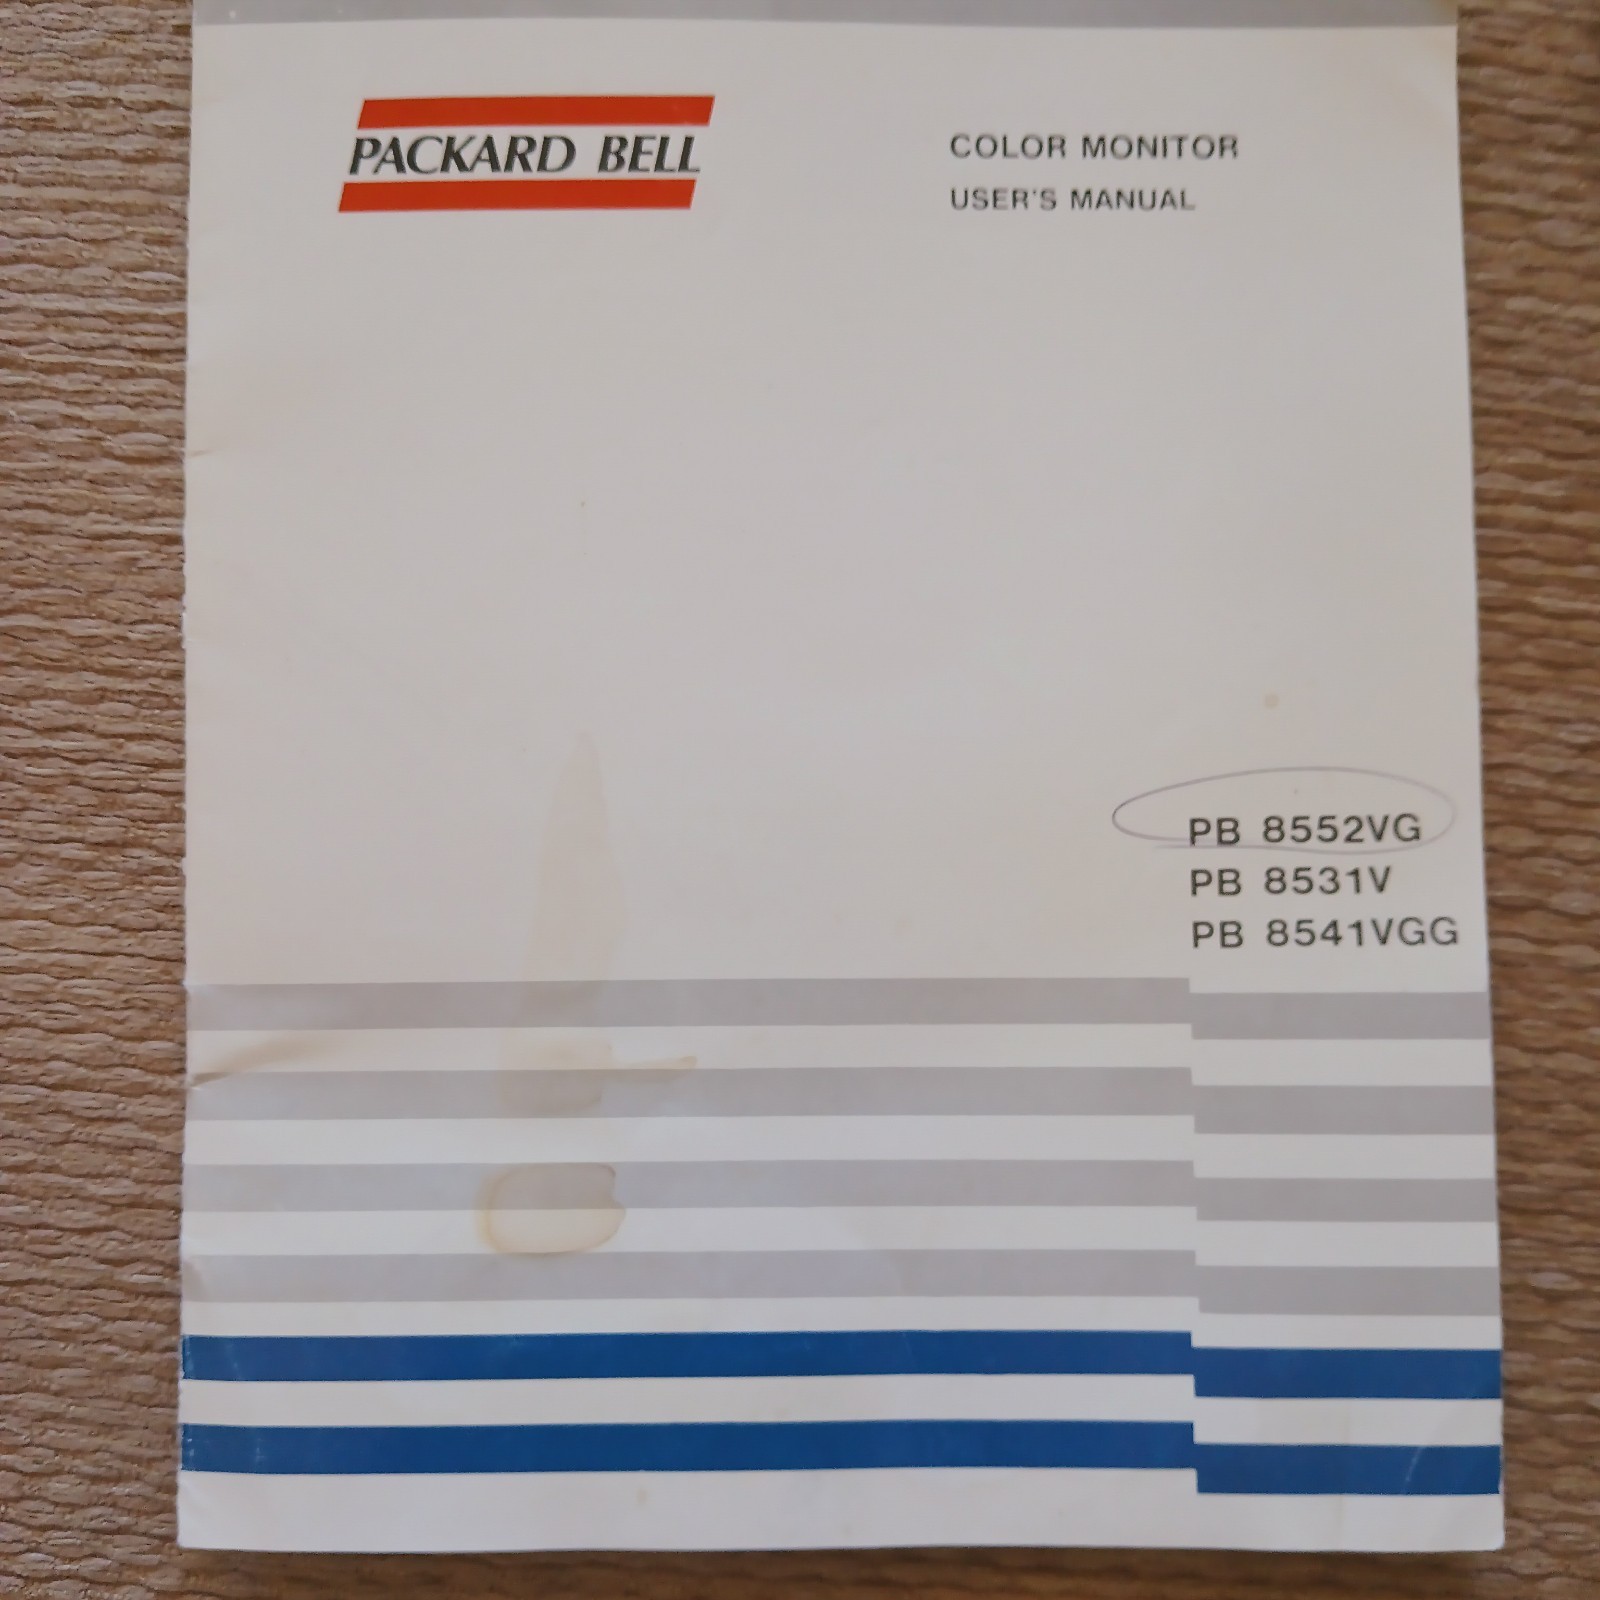 PACKARD BELL
COLOR MONITOR
USER'S MANUAL
PB 8552VG
PB 8531V
PB 8541VGG